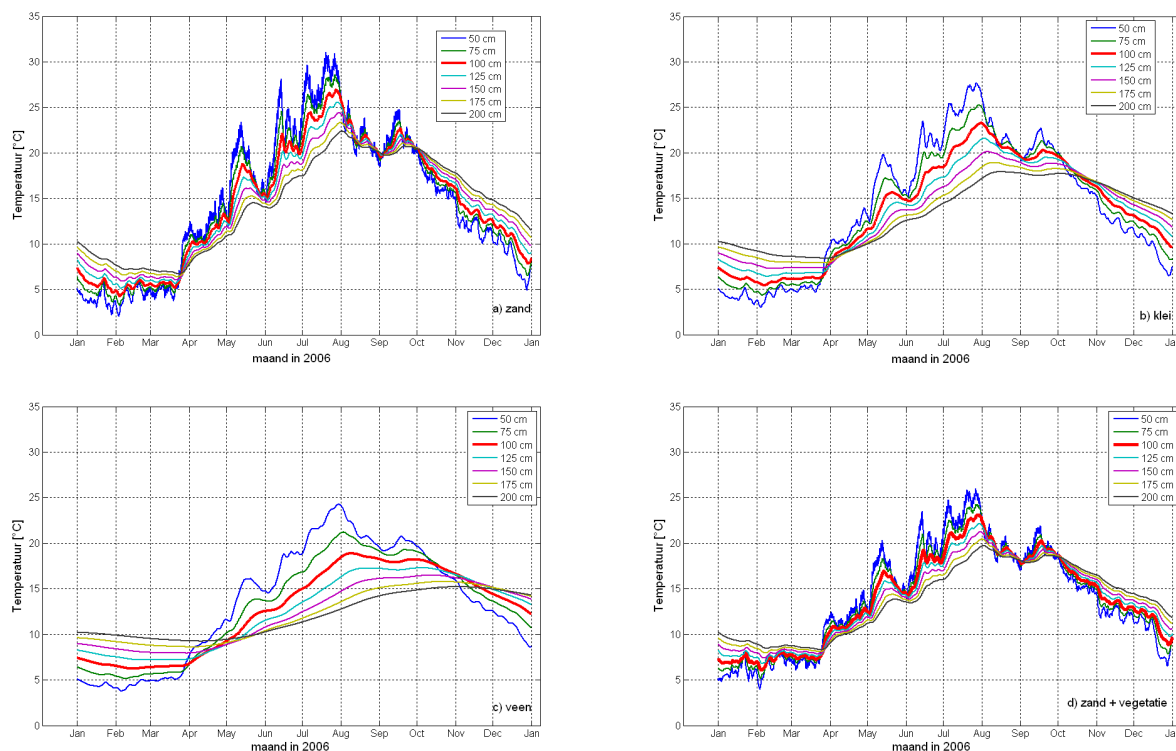 35
30
25
20
15
10
5
0
Temperatuur [°C]
50 cm
75 cm
100 cm
125 cm
150 cm
175 cm
200 cm
a) zand
Jan Feb Mar Apr May Jun Jul Aug Sep Oct Nov Dec Jan
maand in 2006
35
30
25
20
15
10
5
0
Temperatuur [°C]
50 cm
75 cm
100 cm
125 cm
150 cm
175 cm
200 cm
b) klei
Jan Feb Mar Apr May Jun Jul Aug Sep Oct Nov Dec Jan
maand in 2006
35
30
25
20
15
10
5
0
Temperatuur [°C]
50 cm
75 cm
100 cm
125 cm
150 cm
175 cm
200 cm
c) veen
Jan Feb Mar Apr May Jun Jul Aug Sep Oct Nov Dec Jan
maand in 2006
35
30
25
20
15
10
5
0
Temperatuur [°C]
50 cm
75 cm
100 cm
125 cm
150 cm
175 cm
200 cm
d) zand + vegetatie
Jan Feb Mar Apr May Jun Jul Aug Sep Oct Nov Dec Jan
maand in 2006